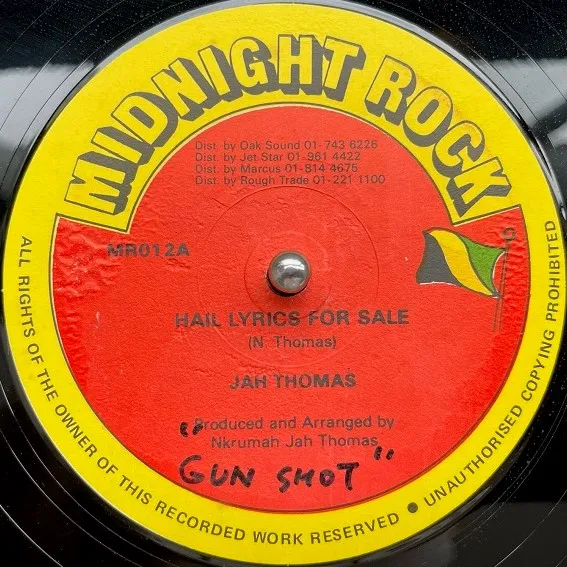 MIDNIGHT ROCK
Dist. by Oak Sound 01-743 6226
Dist. by Jet Star 01-961 4422
Dist. by Marcus 01-814 4675
Dist. by Rough Trade 01-221 1100
MR012A
HAIL LYRICS FOR SALE
(N. Thomas)
JAH THOMAS
Produced and Arranged by
Nkrumah Jah Thomas
"GUN SHOT"
ALL RIGHTS OF THE OWNER OF THIS RECORDED WORK RESERVED • UNAUTHORISED COPYING PROHIBITED